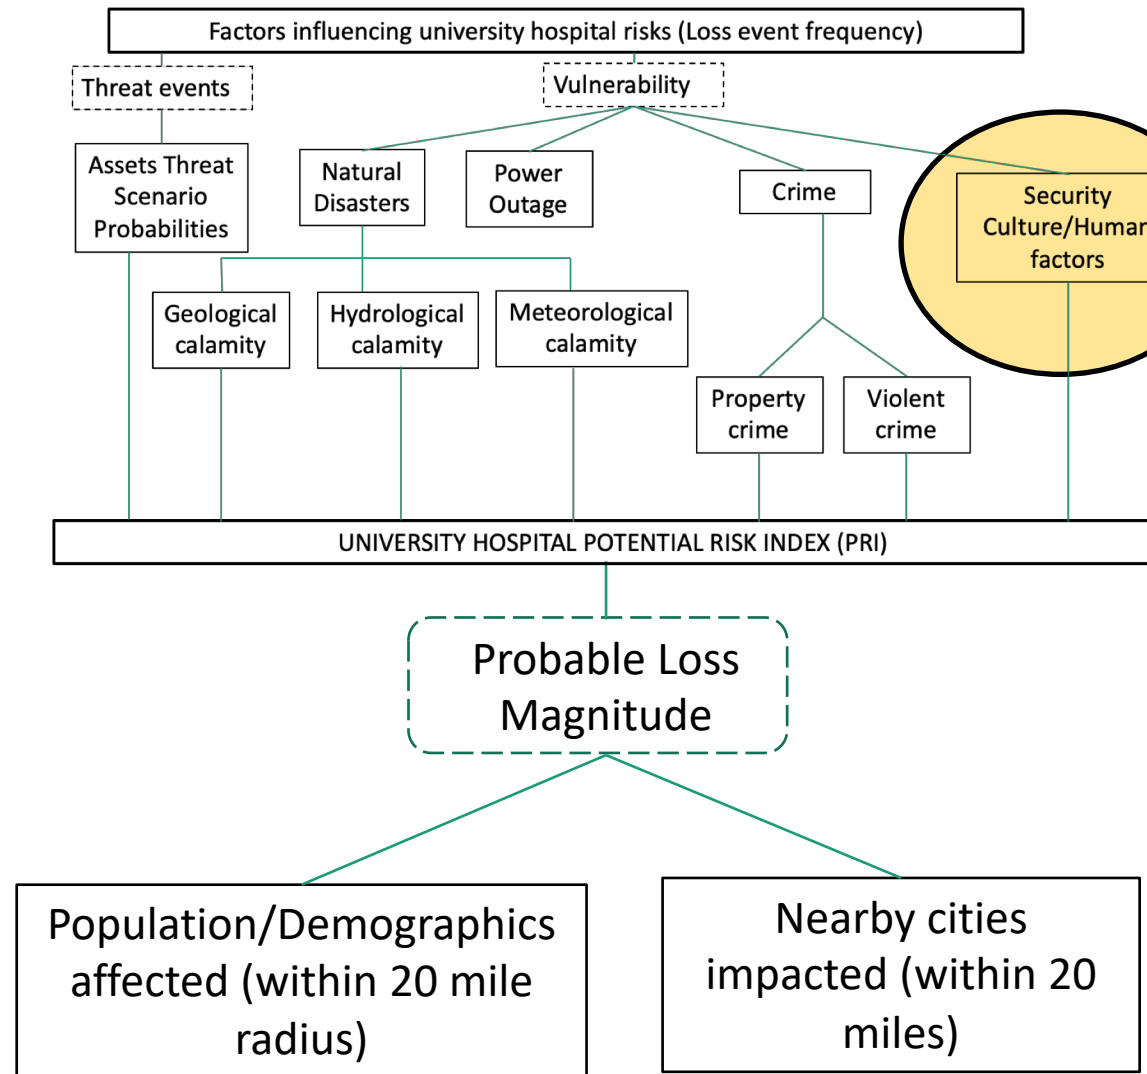 Factors influencing university hospital risks (Loss event frequency)
Threat events
Vulnerability
Assets Threat
Scenario
Probabilities
Natural
Disasters
Power
Outage
Crime
Security
Culture/Human
factors
Geological
calamity
Hydrological
calamity
Meteorological
calamity
Property
crime
Violent
crime
UNIVERSITY HOSPITAL POTENTIAL RISK INDEX (PRI)
Probable Loss
Magnitude
Population/Demographics
affected (within 20 mile
radius)
Nearby cities
impacted (within 20
miles)